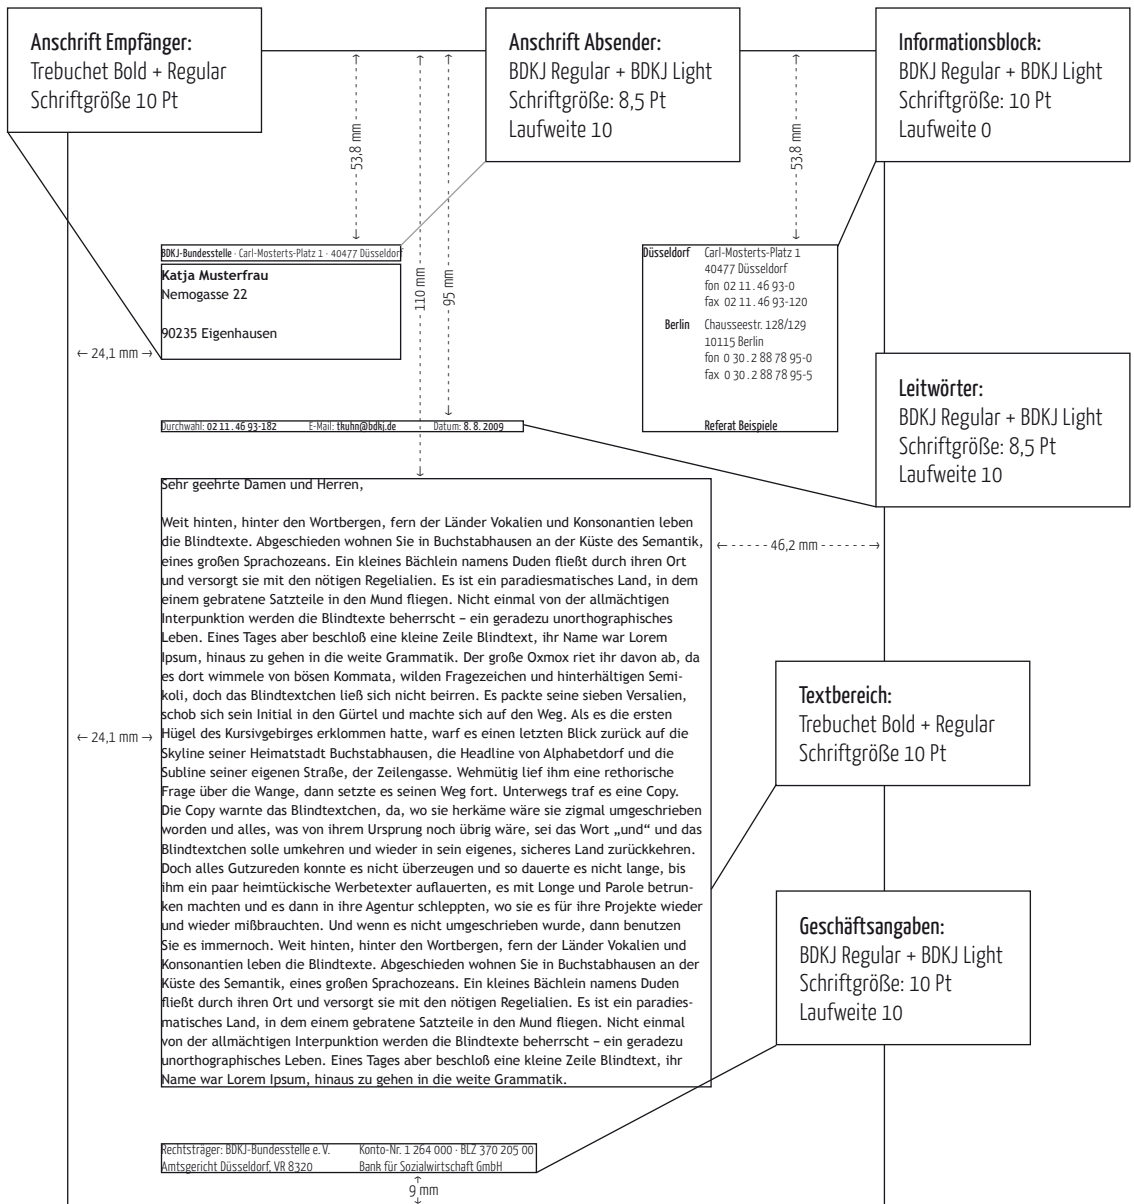 Anschrift Empfänger:
Trebuchet Bold + Regular
Schriftgröße 10 Pt
Anschrift Absender:
BDKJ Regular + BDKJ Light
Schriftgröße: 8,5 Pt
Laufweite 10
Informationsblock:
BDKJ Regular + BDKJ Light
Schriftgröße: 10 Pt
Laufweite 0
53,8 mm
110 mm
95 mm
53,8 mm
BDKJ-Bundesstelle · Carl-Mosterts-Platz 1 · 40477 Düsseldorf
Katja Musterfrau
Nemogasse 22
90235 Eigenhausen
← 24,1 mm →
Düsseldorf Carl-Mosterts-Platz 1
40477 Düsseldorf
fon 02 11 . 46 93-0
fax 02 11 . 46 93-120
Berlin Chausseestr. 128/129
10115 Berlin
fon 0 30 . 2 88 78 95-0
fax 0 30 . 2 88 78 95-5
Referat Beispiele
Leitwörter:
BDKJ Regular + BDKJ Light
Schriftgröße: 8,5 Pt
Laufweite 10
Durchwahl: 02 11 . 46 93-182 E-Mail: tkuhn@bdkj.de Datum: 8. 8. 2009
Sehr geehrte Damen und Herren,
Weit hinten, hinter den Wortbergen, fern der Länder Vokalien und Konsonantien leben
die Blindtexte. Abgeschieden wohnen Sie in Buchstabhausen an der Küste des Semantik,
eines großen Sprachozeans. Ein kleines Bächlein namens Duden fließt durch ihren Ort
und versorgt sie mit den nötigen Regelialien. Es ist ein paradiesmatisches Land, in dem
einem gebratene Satzteile in den Mund fliegen. Nicht einmal von der allmächtigen
Interpunktion werden die Blindtexte beherrscht – ein geradezu unorthographisches
Leben. Eines Tages aber beschloß eine kleine Zeile Blindtext, ihr Name war Lorem
Ipsum, hinaus zu gehen in die weite Grammatik. Der große Oxmox riet ihr davon ab, da
es dort wimmele von bösen Kommata, wilden Fragezeichen und hinterhältigen Semi-
koli, doch das Blindtextchen ließ sich nicht beirren. Es packte seine sieben Versalien,
schob sich sein Initial in den Gürtel und machte sich auf den Weg. Als es die ersten
Hügel des Kursivgebirges erklommen hatte, warf es einen letzten Blick zurück auf die
Skyline seiner Heimatstadt Buchstabhausen, die Headline von Alphabetdorf und die
Subline seiner eigenen Straße, der Zeilengasse. Wehmütig lief ihm eine rethorische
Frage über die Wange, dann setzte es seinen Weg fort. Unterwegs traf es eine Copy.
Die Copy warnte das Blindtextchen, da, wo sie herkäme wäre sie zigmal umgeschrieben
worden und alles, was von ihrem Ursprung noch übrig wäre, sei das Wort „und“ und das
Blindtextchen solle umkehren und wieder in sein eigenes, sicheres Land zurückkehren.
Doch alles Gutzureden konnte es nicht überzeugen und so dauerte es nicht lange, bis
ihm ein paar heimtückische Werbetexter auflauerten, es mit Longe und Parole betrun-
ken machten und es dann in ihre Agentur schleppten, wo sie es für ihre Projekte wieder
und wieder mißbrauchten. Und wenn es nicht umgeschrieben wurde, dann benutzen
Sie es immernoch. Weit hinten, hinter den Wortbergen, fern der Länder Vokalien und
Konsonantien leben die Blindtexte. Abgeschieden wohnen Sie in Buchstabhausen an der
Küste des Semantik, eines großen Sprachozeans. Ein kleines Bächlein namens Duden
fließt durch ihren Ort und versorgt sie mit den nötigen Regelialien. Es ist ein paradies-
matisches Land, in dem einem gebratene Satzteile in den Mund fliegen. Nicht einmal
von der allmächtigen Interpunktion werden die Blindtexte beherrscht – ein geradezu
unorthographisches Leben. Eines Tages aber beschloß eine kleine Zeile Blindtext, ihr
Name war Lorem Ipsum, hinaus zu gehen in die weite Grammatik.
← 24,1 mm →
46,2 mm
Textbereich:
Trebuchet Bold + Regular
Schriftgröße 10 Pt
Geschäftsangaben:
BDKJ Regular + BDKJ Light
Schriftgröße: 10 Pt
Laufweite 10
Rechtsträger: BDKJ-Bundesstelle e. V. Konto-Nr. 1 264 000 · BLZ 370 205 00
Amtsgericht Düsseldorf, VR 8320 Bank für Sozialwirtschaft GmbH
9 mm